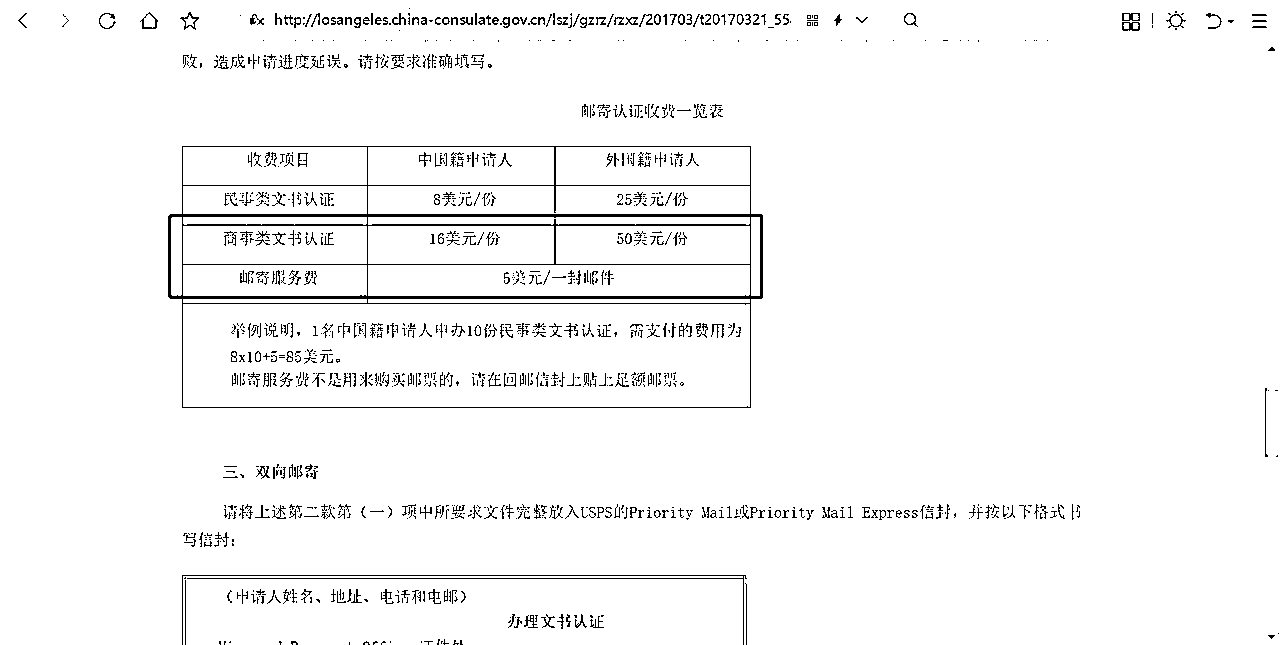 http://losangeles.china-consulate.gov.cn/lszj/gzrz/rzxz/201703/t20170321_55
败，造成申请进度延误。请按要求准确填写。
邮寄认证收费一览表
收费项目 中国籍申请人 外国籍申请人
民事类文书认证 8美元/份 25美元/份
商事类文书认证 16美元/份 50美元/份
邮寄服务费 5美元/一封邮件
举例说明，1名中国籍申请人申办10份民事类文书认证，需支付的费用为
8x10+5=85美元。
邮寄服务费不是用来购买邮票的，请在回邮信封上贴上足额邮票。
三、双向邮寄
请将上述第二款第（一）项中所要求文件完整放入USPS的Priority Mail或Priority Mail Express信封，并按以下格式书
写信封：
（申请人姓名、地址、电话和电邮）
办理文书认证